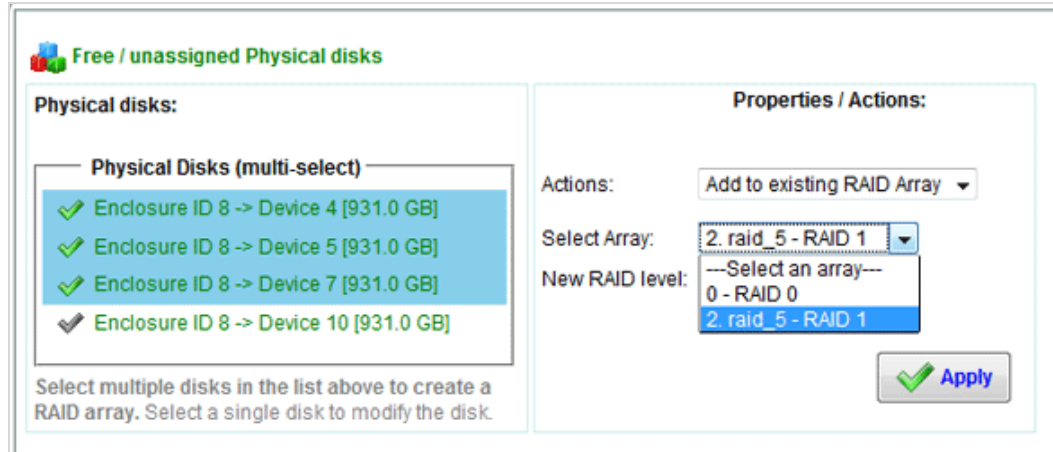 Free / unassigned Physical disks
Physical disks:
Physical Disks (multi-select)
Enclosure ID 8 -> Device 4 [931.0 GB]
Enclosure ID 8 -> Device 5 [931.0 GB]
Enclosure ID 8 -> Device 7 [931.0 GB]
Enclosure ID 8 -> Device 10 [931.0 GB]
Select multiple disks in the list above to create a
RAID array. Select a single disk to modify the disk.
Properties / Actions:
Actions: Add to existing RAID Array
Select Array: 2. raid_5 - RAID 1
---Select an array---
New RAID level: 0 - RAID 0
2. raid_5 - RAID 1
Apply